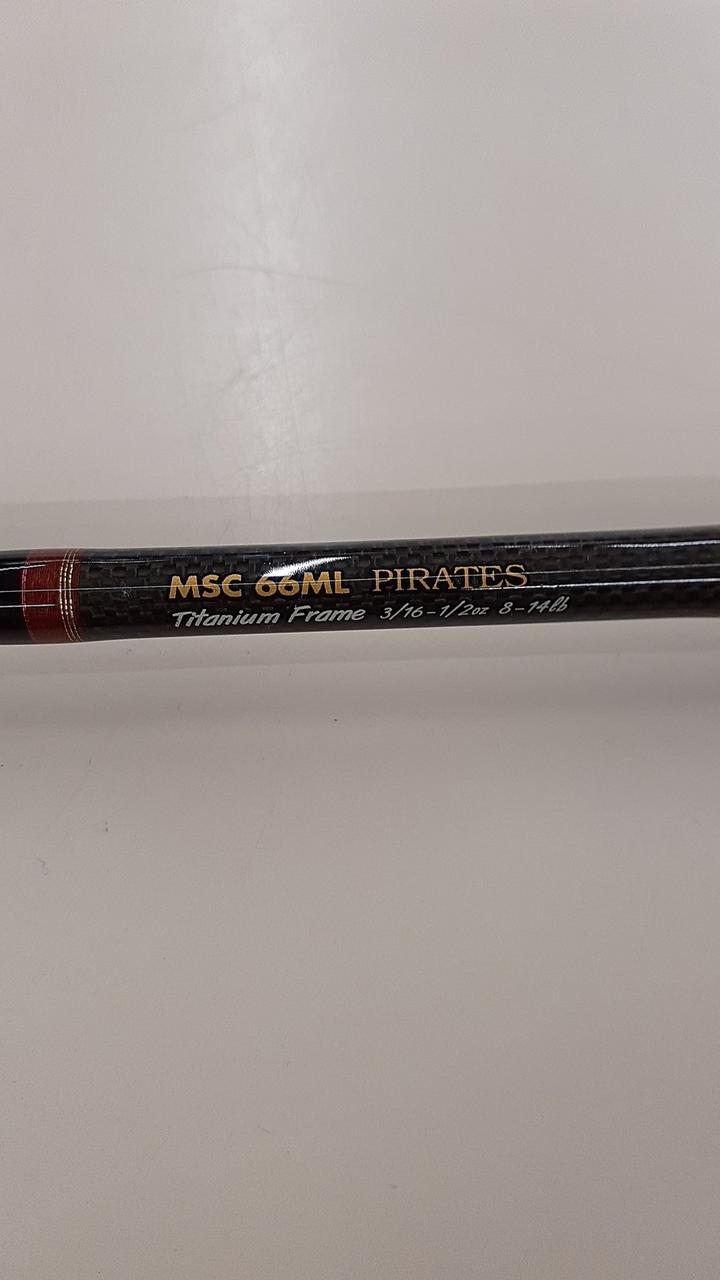 MSC 66ML PIRATES
Titanium Frame 3/16-1/2oz 8-14lb